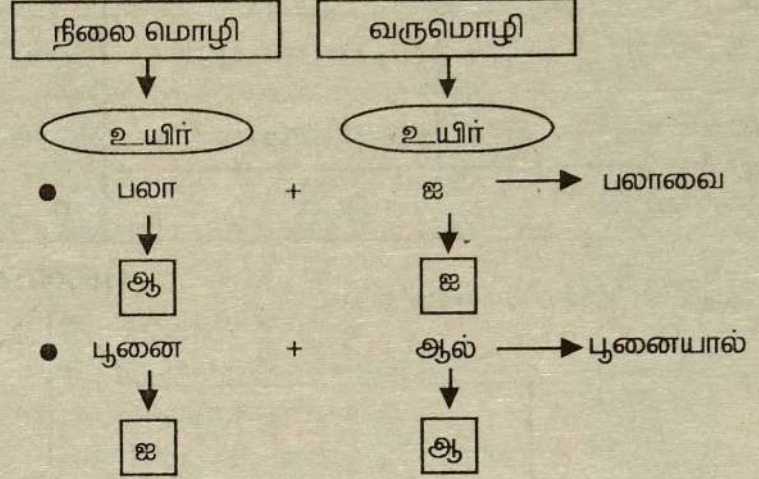 நிலை மொழி வருமொழி
உயிர் உயிர்
● பலா + ஐ → பலாவை
ஆ ஐ
● பூனை + ஆல் → பூனையால்
ஐ ஆ